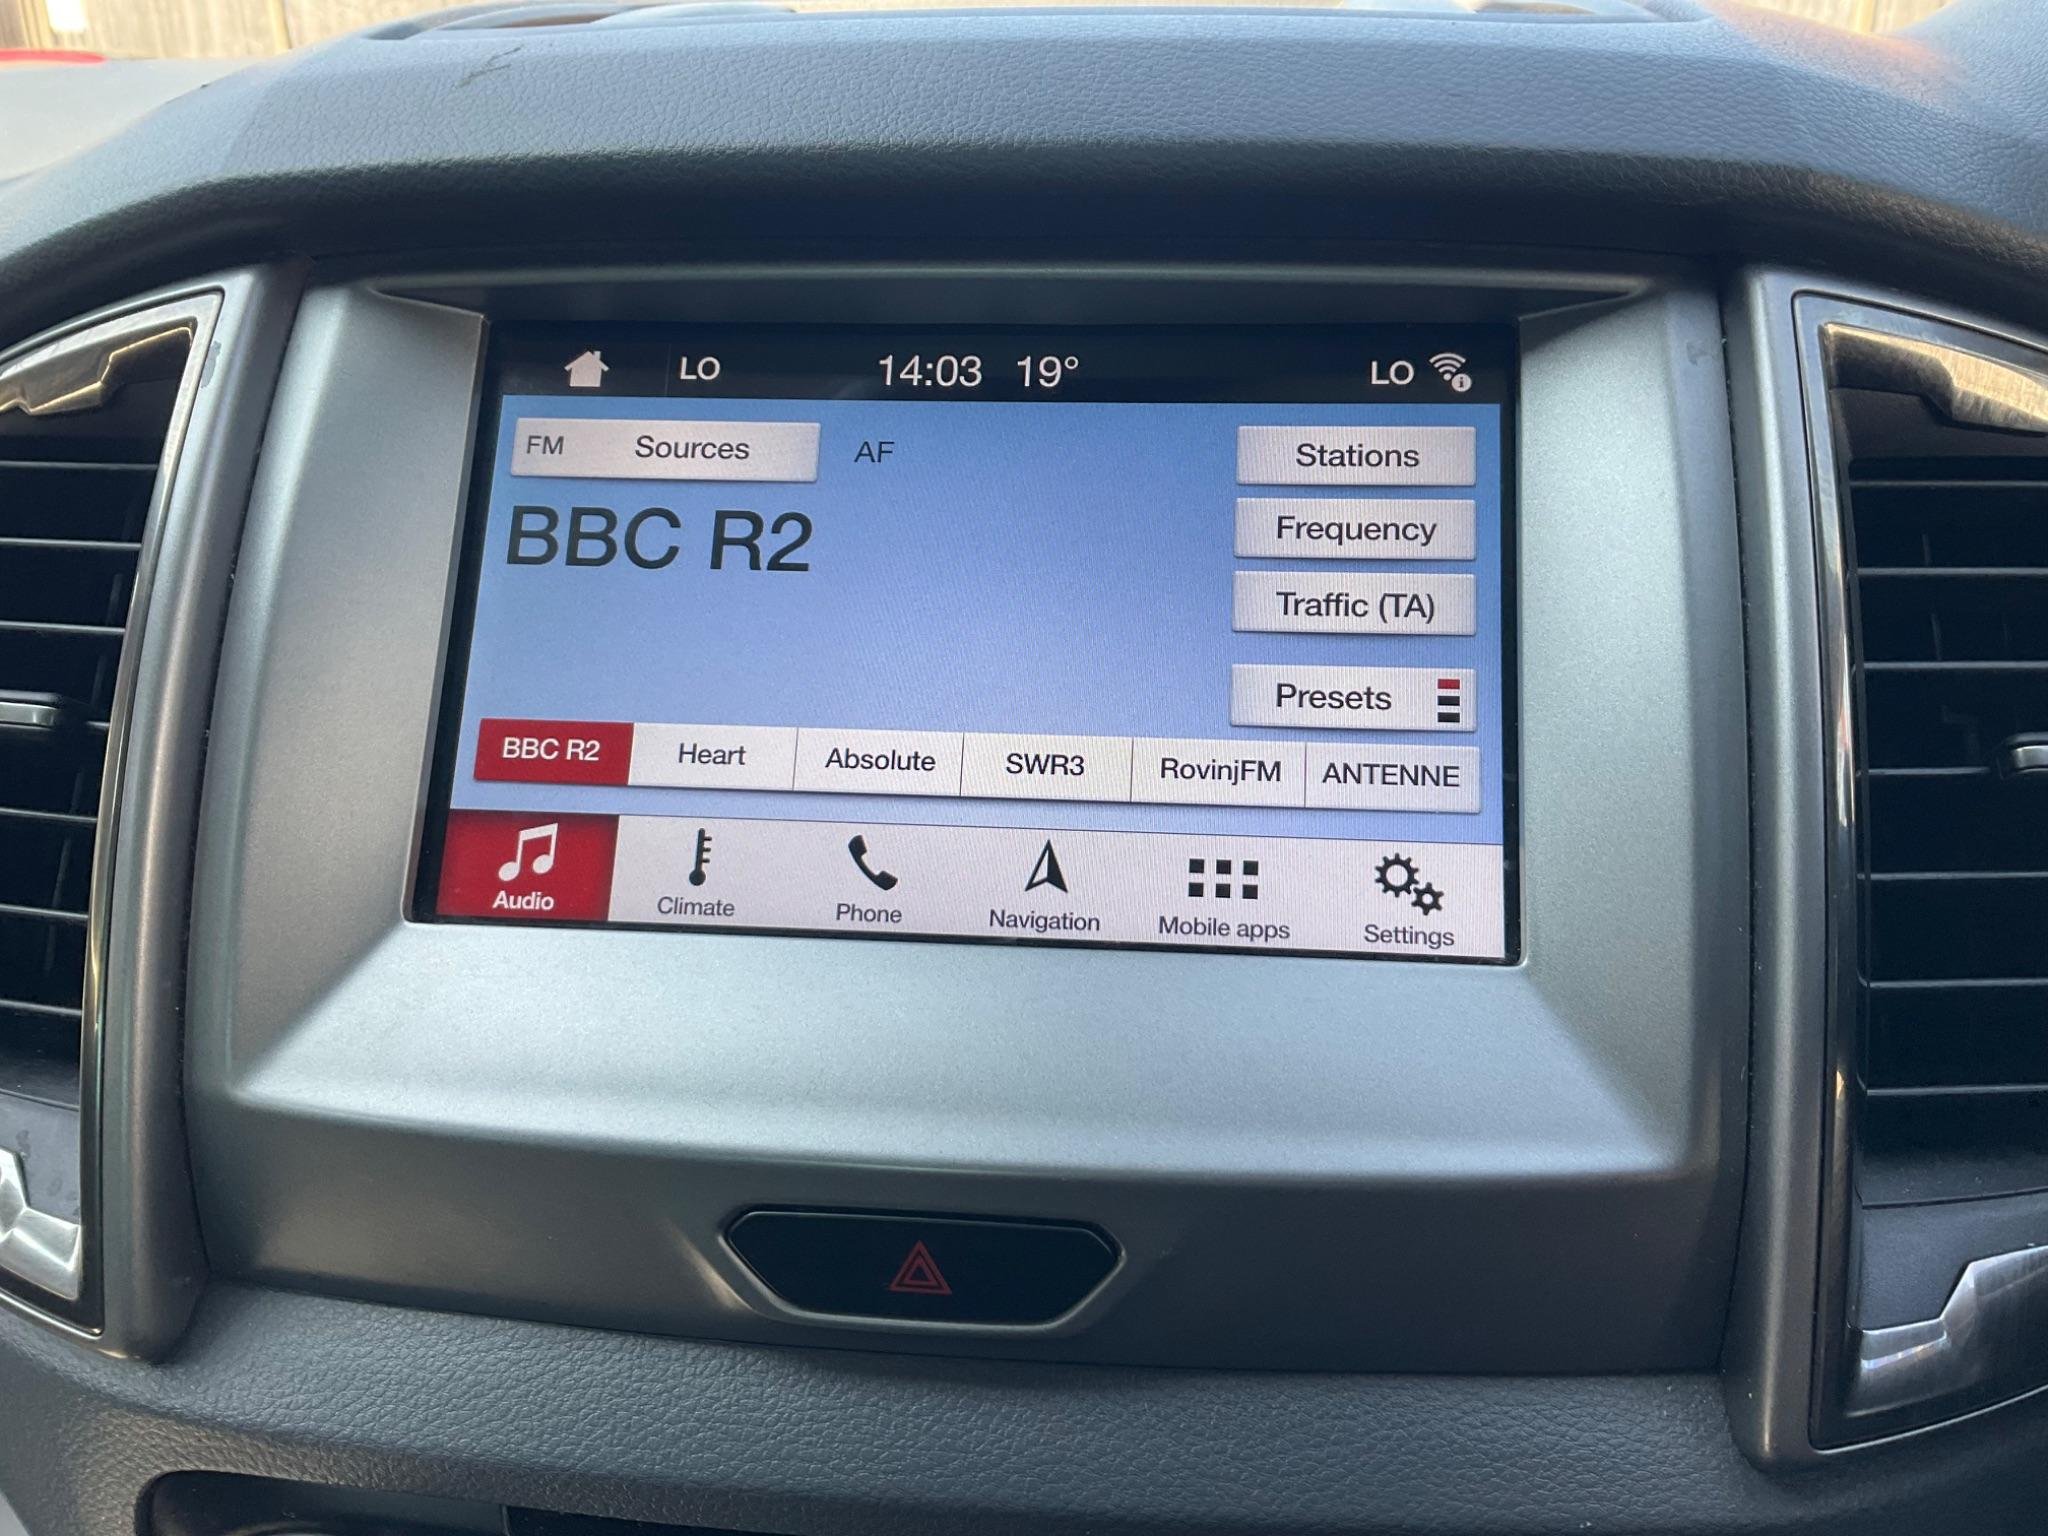 LO 14:03 19° LO
FM Sources AF Stations
BBC R2
Frequency
Traffic (TA)
Presets
BBC R2 Heart Absolute SWR3 RovinjFM ANTENNE
Audio Climate Phone Navigation Mobile apps Settings